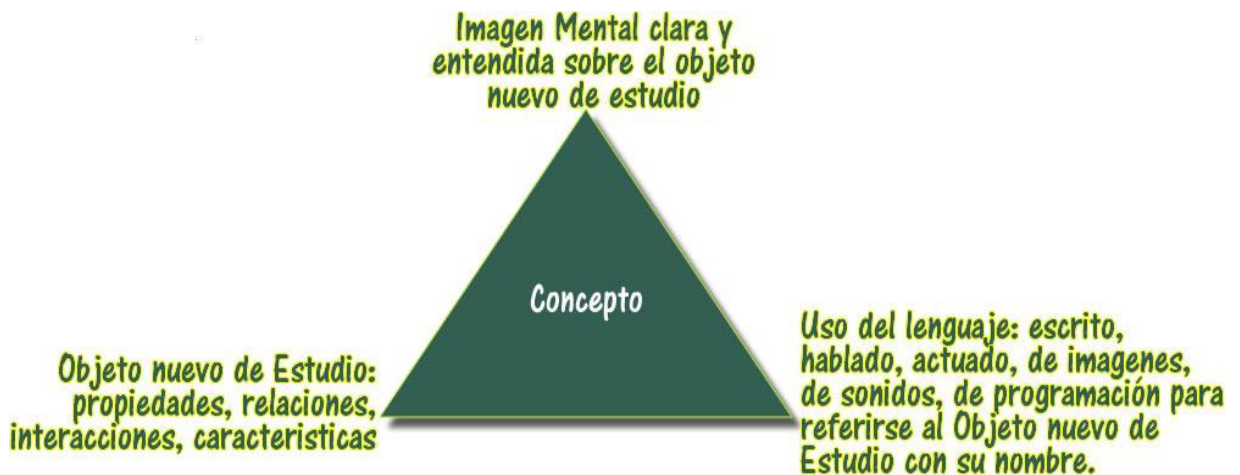 Imagen Mental clara y
entendida sobre el objeto
nuevo de estudio
Concepto
Objeto nuevo de Estudio:
propiedades, relaciones,
interacciones, caracteristicas
Uso del lenguaje: escrito,
hablado, actuado, de imagenes,
de sonidos, de programación para
referirse al Objeto nuevo de
Estudio con su nombre.